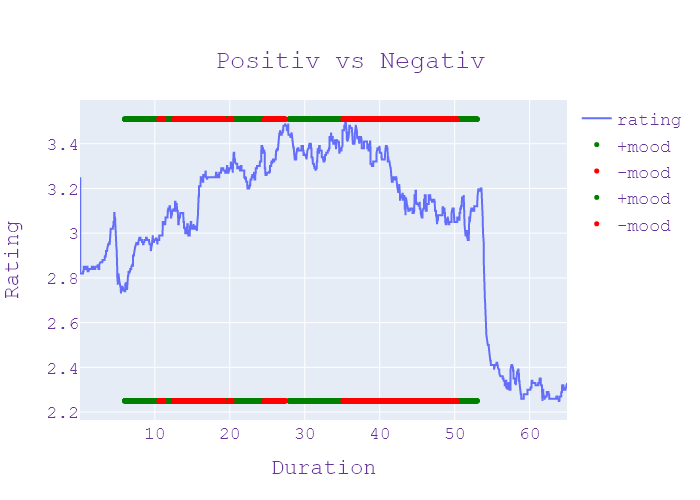 Positiv vs Negativ
rating
+mood
-mood
+mood
-mood
Rating
3.4
3.2
3
2.8
2.6
2.4
2.2
10 20 30 40 50 60
Duration